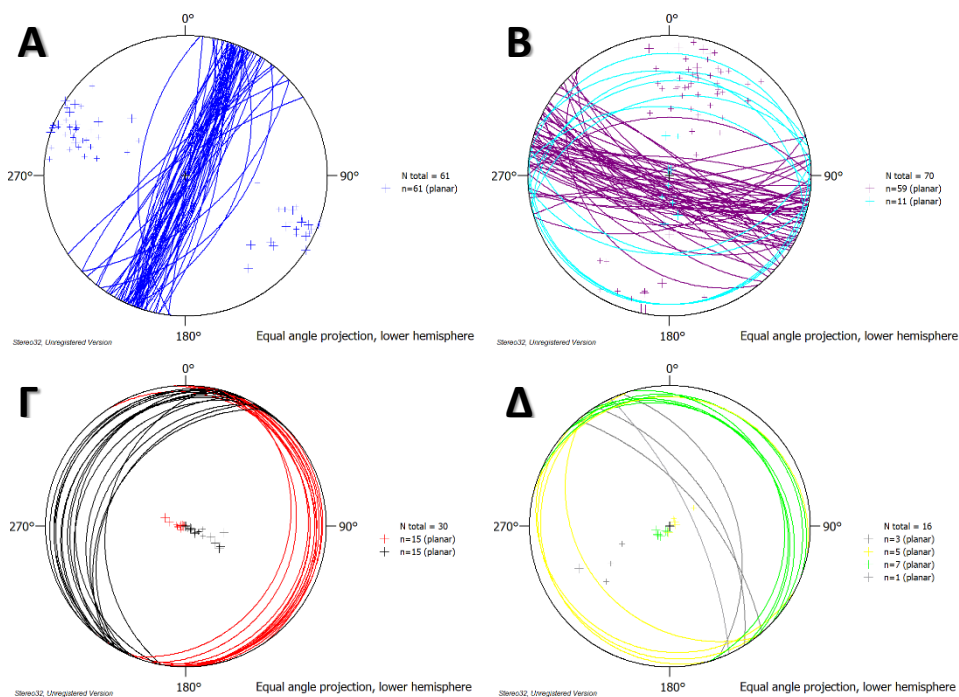 A
0°
270°
90°
N total = 61
n=61 (planar)
180°
Stereo32, Unregistered Version
Equal angle projection, lower hemisphere
B
0°
270°
90°
N total = 70
n=59 (planar)
n=11 (planar)
180°
Stereo32, Unregistered Version
Equal angle projection, lower hemisphere
Γ
0°
270°
90°
N total = 30
n=15 (planar)
n=15 (planar)
180°
Stereo32, Unregistered Version
Equal angle projection, lower hemisphere
Δ
0°
270°
90°
N total = 16
n=3 (planar)
n=5 (planar)
n=7 (planar)
n=1 (planar)
180°
Stereo32, Unregistered Version
Equal angle projection, lower hemisphere